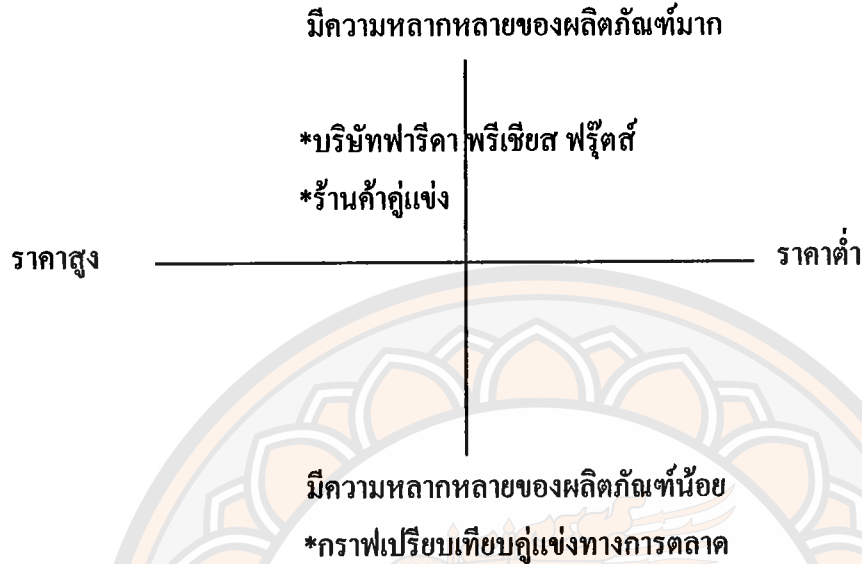 มีความหลากหลายของผลิตภัณฑ์มาก
*บริษัทฟารีดา พรีเชียส ฟรุ๊ตส์
*ร้านค้าคู่แข่ง
ราคาสูง ราคาต่ำ
มีความหลากหลายของผลิตภัณฑ์น้อย
*กราฟเปรียบเทียบคู่แข่งทางการตลาด